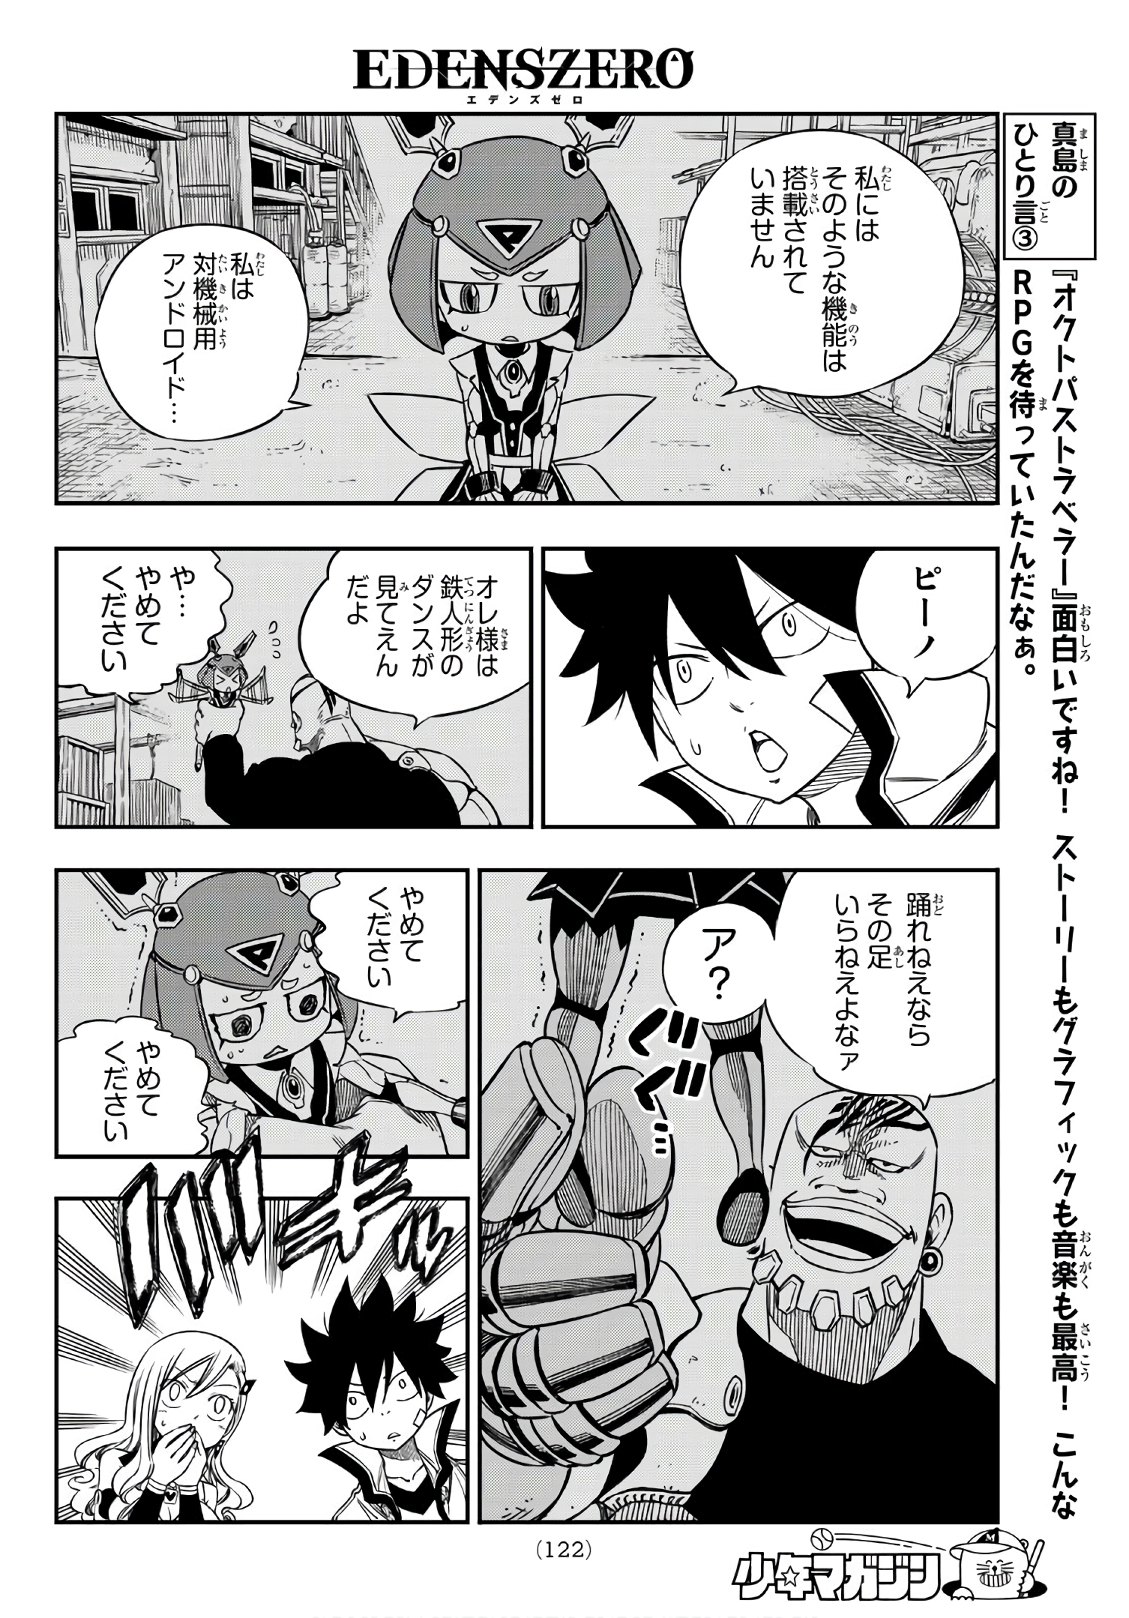 EDENSZERO
エデンズゼロ
真島の
ひとり言③
『オクトパストラベラー』面白いですね！ ストーリーもグラフィックも音楽も最高！ こんな
RPGを待っていたんだなぁ。
私には
そのような機能は
搭載されて
いません
私は
対機械用
アンドロイド…
ピーノ
オレ様は
鉄人形の
ダンスが
見てえん
だよ
や…
やめて
ください
踊れねえなら
その足
いらねえよなァ
ア？
やめて
ください
やめて
ください
バキッ
(122)
少年マガジン
M